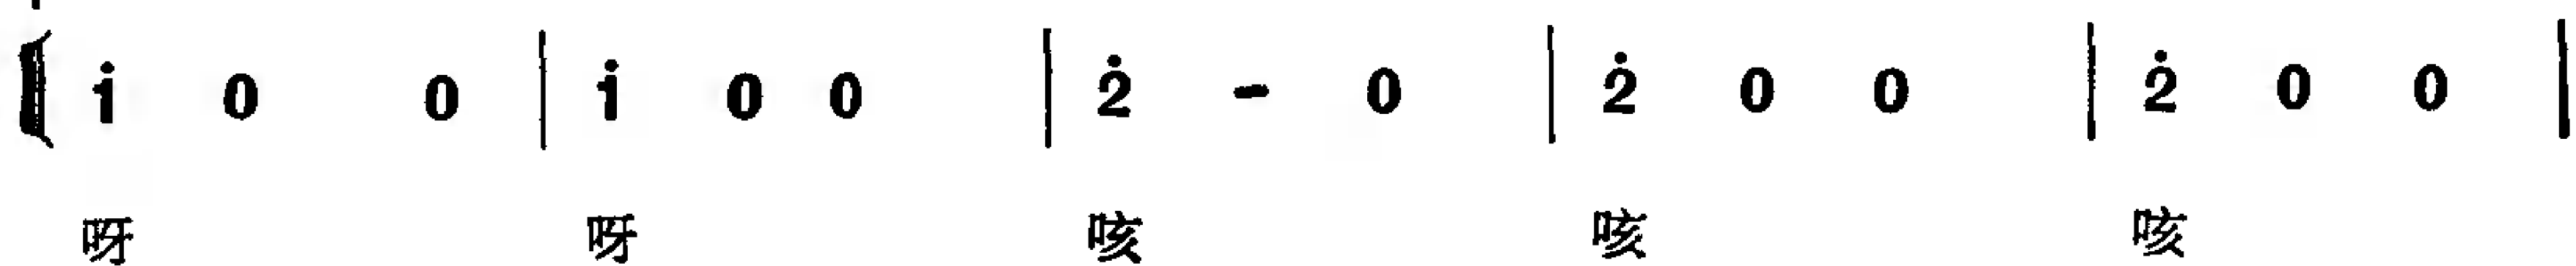 i 0 0 | i 0 0 | 2̇ - 0 | 2̇ 0 0 | 2̇ 0 0 |
呀 呀 咳 咳 咳